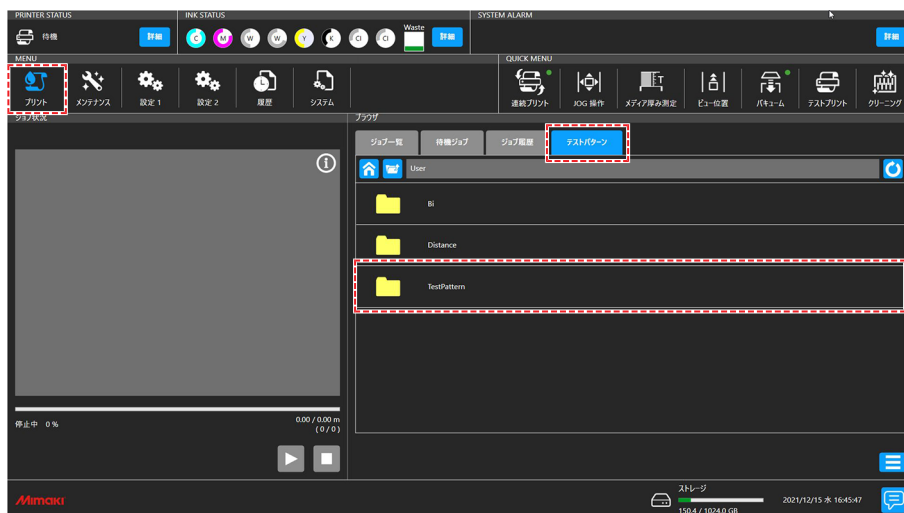 PRINTER STATUS
INK STATUS
SYSTEM ALARM
待機
詳細
C
M
W
W
Y
K
Cl
Cl
Waste
詳細
詳細
MENU
QUICK MENU
プリント
メンテナンス
設定 1
設定 2
履歴
システム
連続プリント
JOG 操作
メディア厚み測定
ビュー位置
バキューム
テストプリント
クリーニング
ジョブ状況
ブラウザ
ジョブ一覧
待機ジョブ
ジョブ履歴
テストパターン
User
Bi
Distance
TestPattern
停止中 0 %
0.00 / 0.00 m
( 0 / 0 )
Mimaki
ストレージ
150.4 / 1024.0 GB
2021/12/15 水 16:45:47